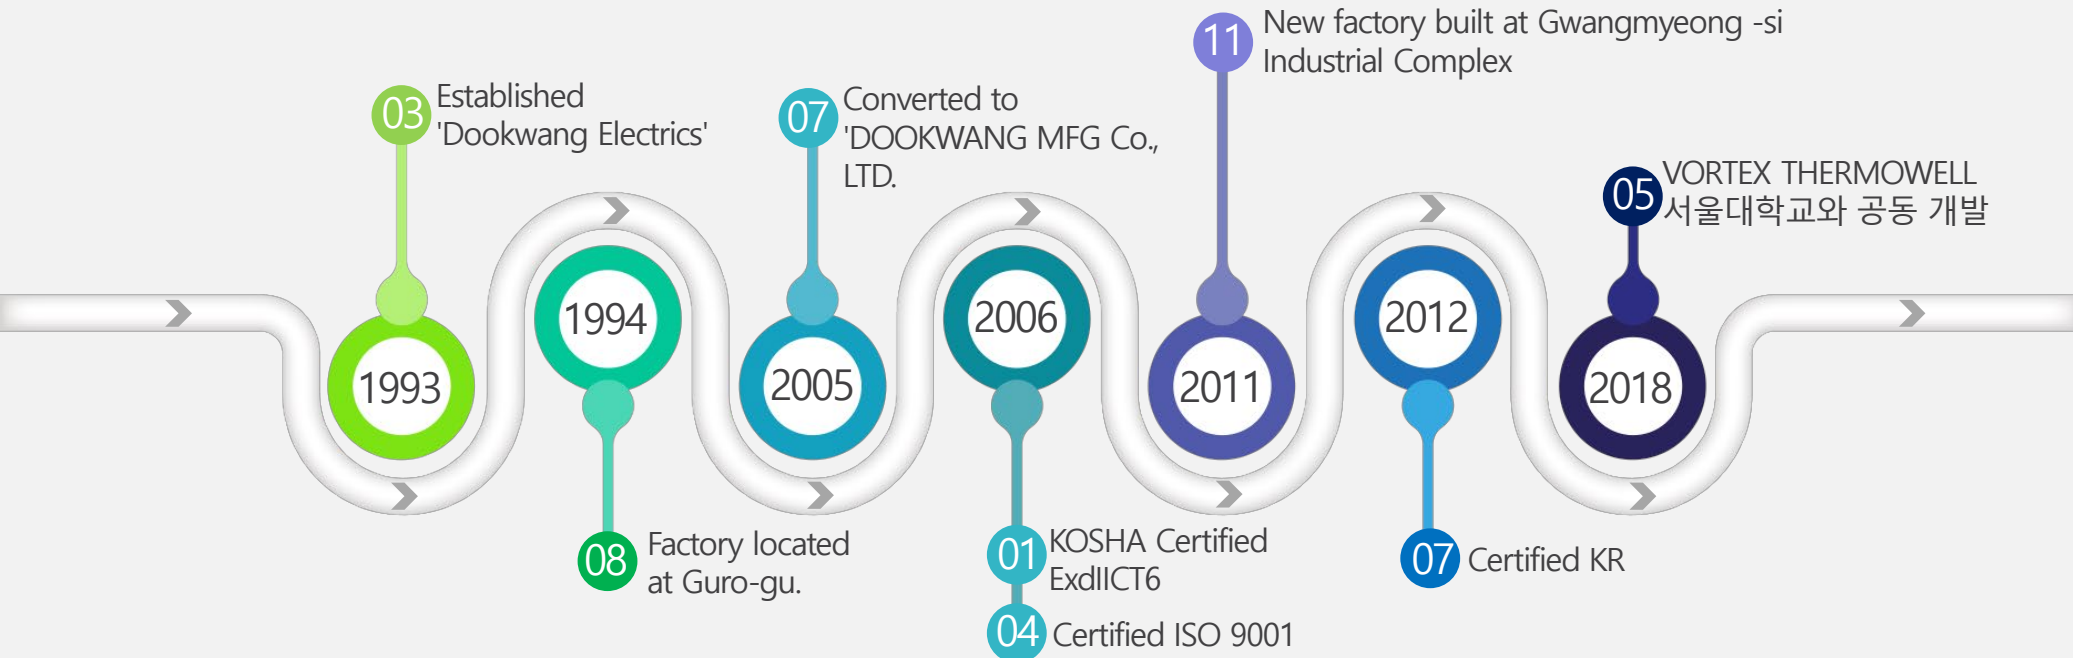 11
New factory built at Gwangmyeong -si
Industrial Complex
03
Established
'Dookwang Electrics'
07
Converted to
'DOOKWANG MFG Co.,
LTD.
05
VORTEX THERMOWELL
서울대학교와 공동 개발
1993
1994
2005
2006
2011
2012
2018
08
Factory located
at Guro-gu.
01
KOSHA Certified
ExdIICT6
04
Certified ISO 9001
07
Certified KR